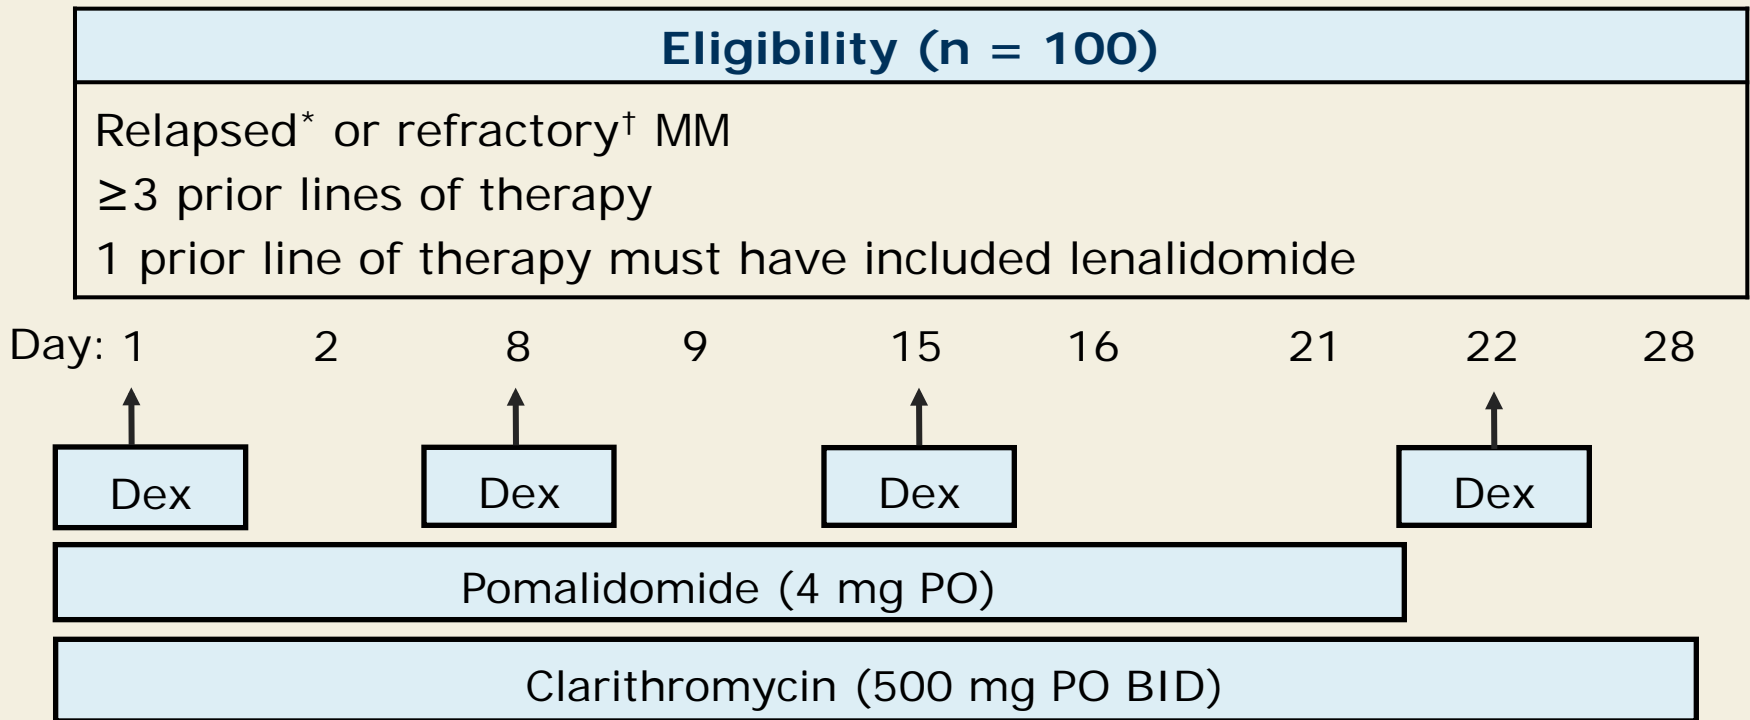 Eligibility (n = 100)
Relapsed* or refractory† MM
≥3 prior lines of therapy
1 prior line of therapy must have included lenalidomide
Day: 1 2 8 9 15 16 21 22 28
Dex Dex Dex Dex
Pomalidomide (4 mg PO)
Clarithromycin (500 mg PO BID)